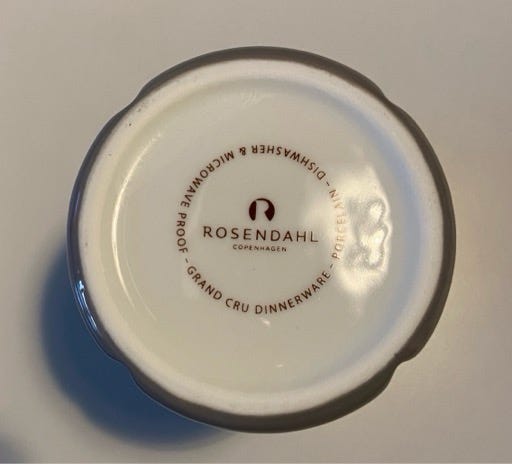 ROSENDAHL
COPENHAGEN
GRAND CRU DINNERWARE - PORCELAIN - DISHWASHER & MICROWAVE PROOF -